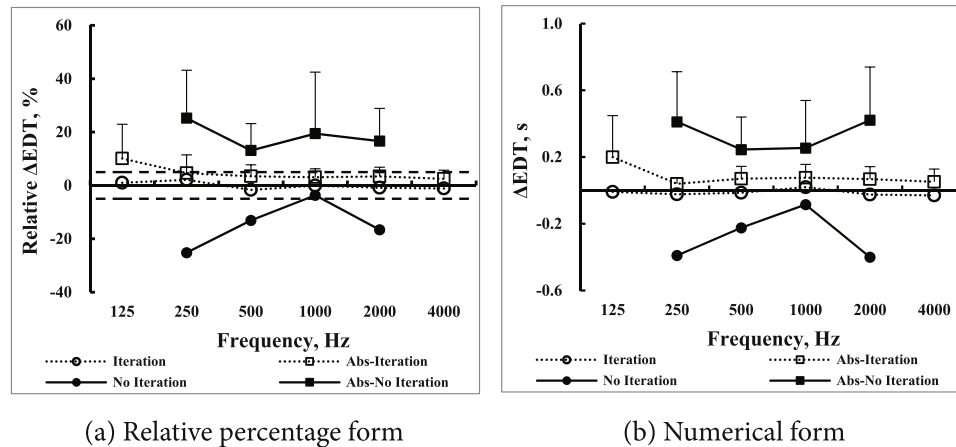 60
40
20
0
-20
-40
Relative ΔEDT, %
125 250 500 1000 2000 4000
Frequency, Hz
Iteration Abs-Iteration
No Iteration Abs-No Iteration
(a) Relative percentage form
1.0
0.6
0.2
-0.2
-0.6
ΔEDT, s
125 250 500 1000 2000 4000
Frequency, Hz
Iteration Abs-Iteration
No Iteration Abs-No Iteration
(b) Numerical form